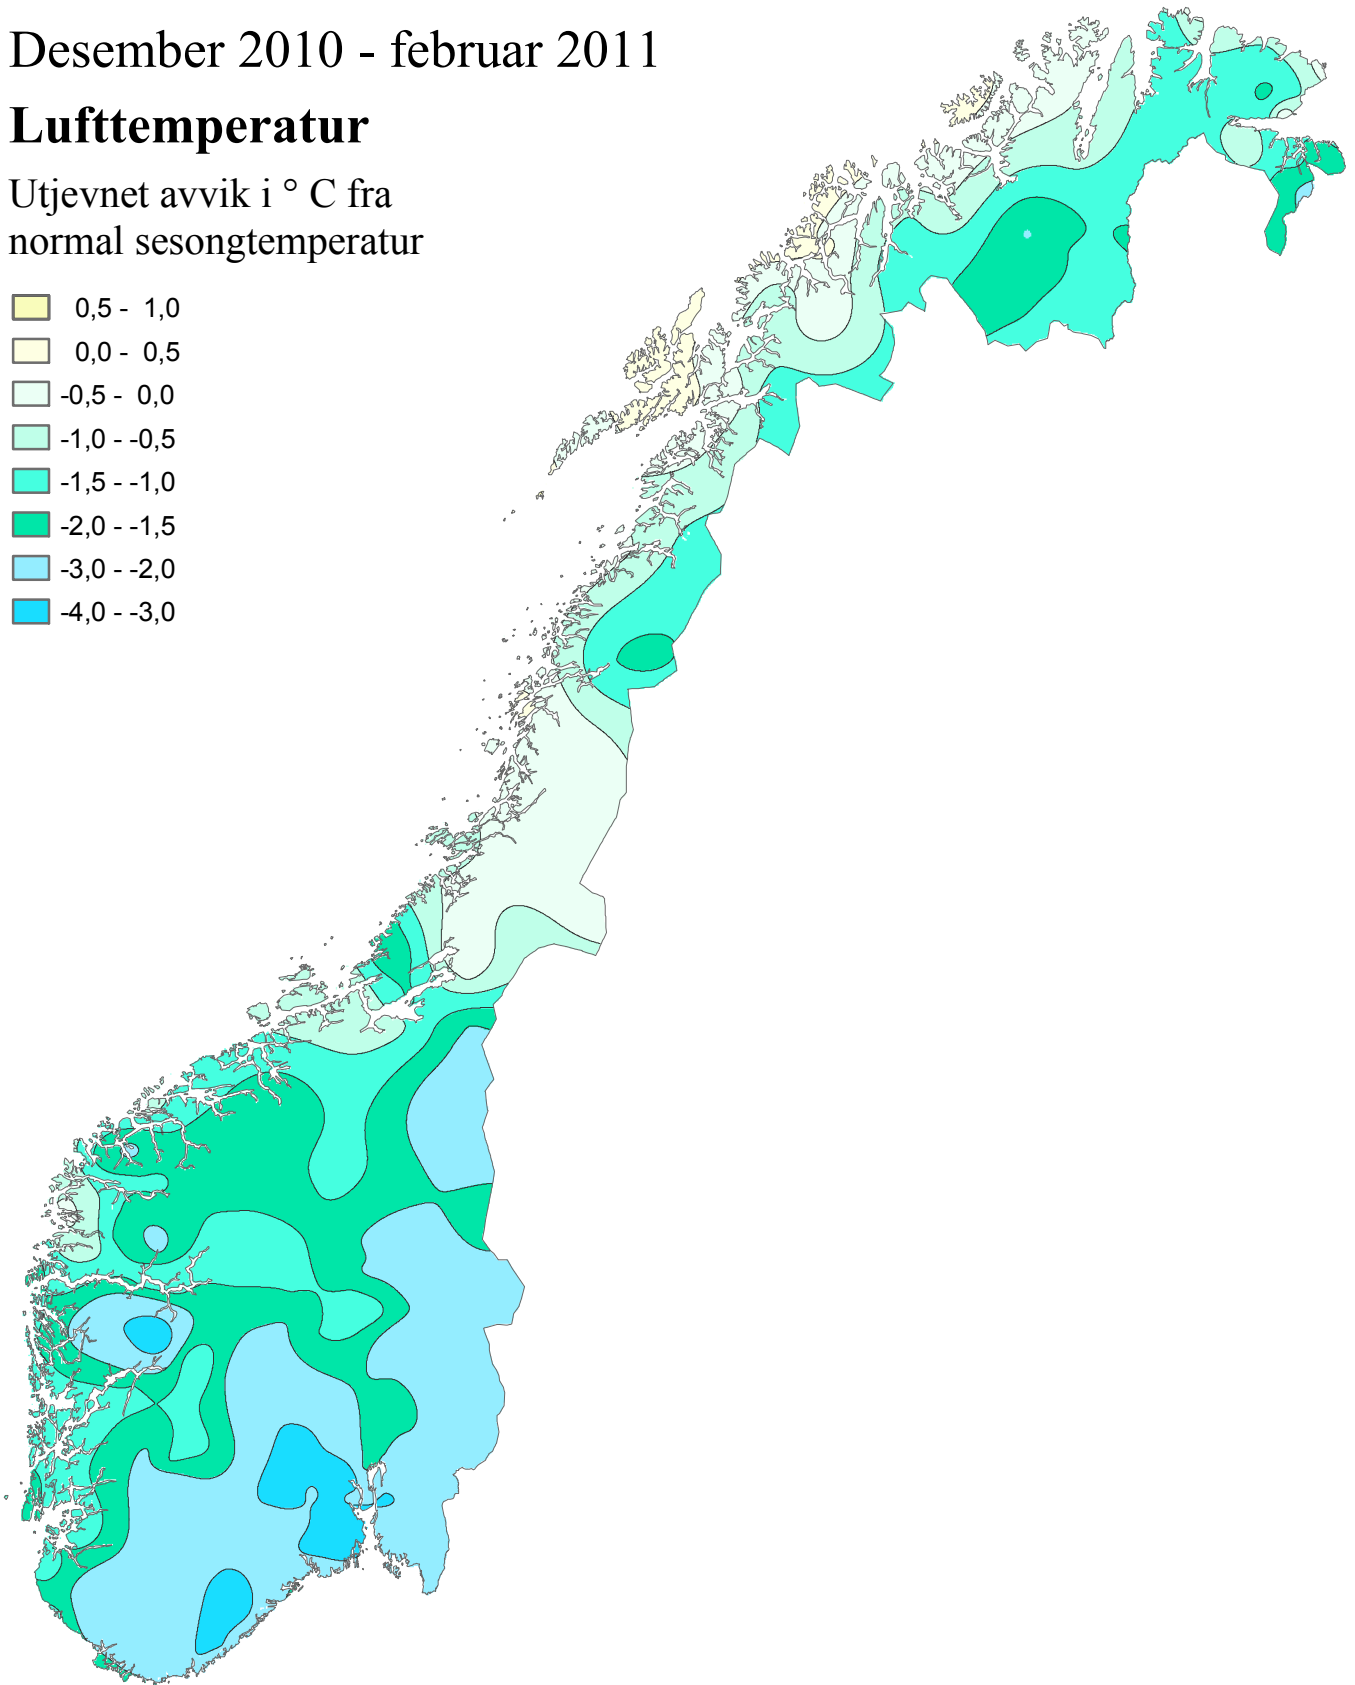 Desember 2010 - februar 2011
Lufttemperatur
Utjevnet avvik i ° C fra
normal sesongtemperatur
0,5 - 1,0
0,0 - 0,5
-0,5 - 0,0
-1,0 - -0,5
-1,5 - -1,0
-2,0 - -1,5
-3,0 - -2,0
-4,0 - -3,0